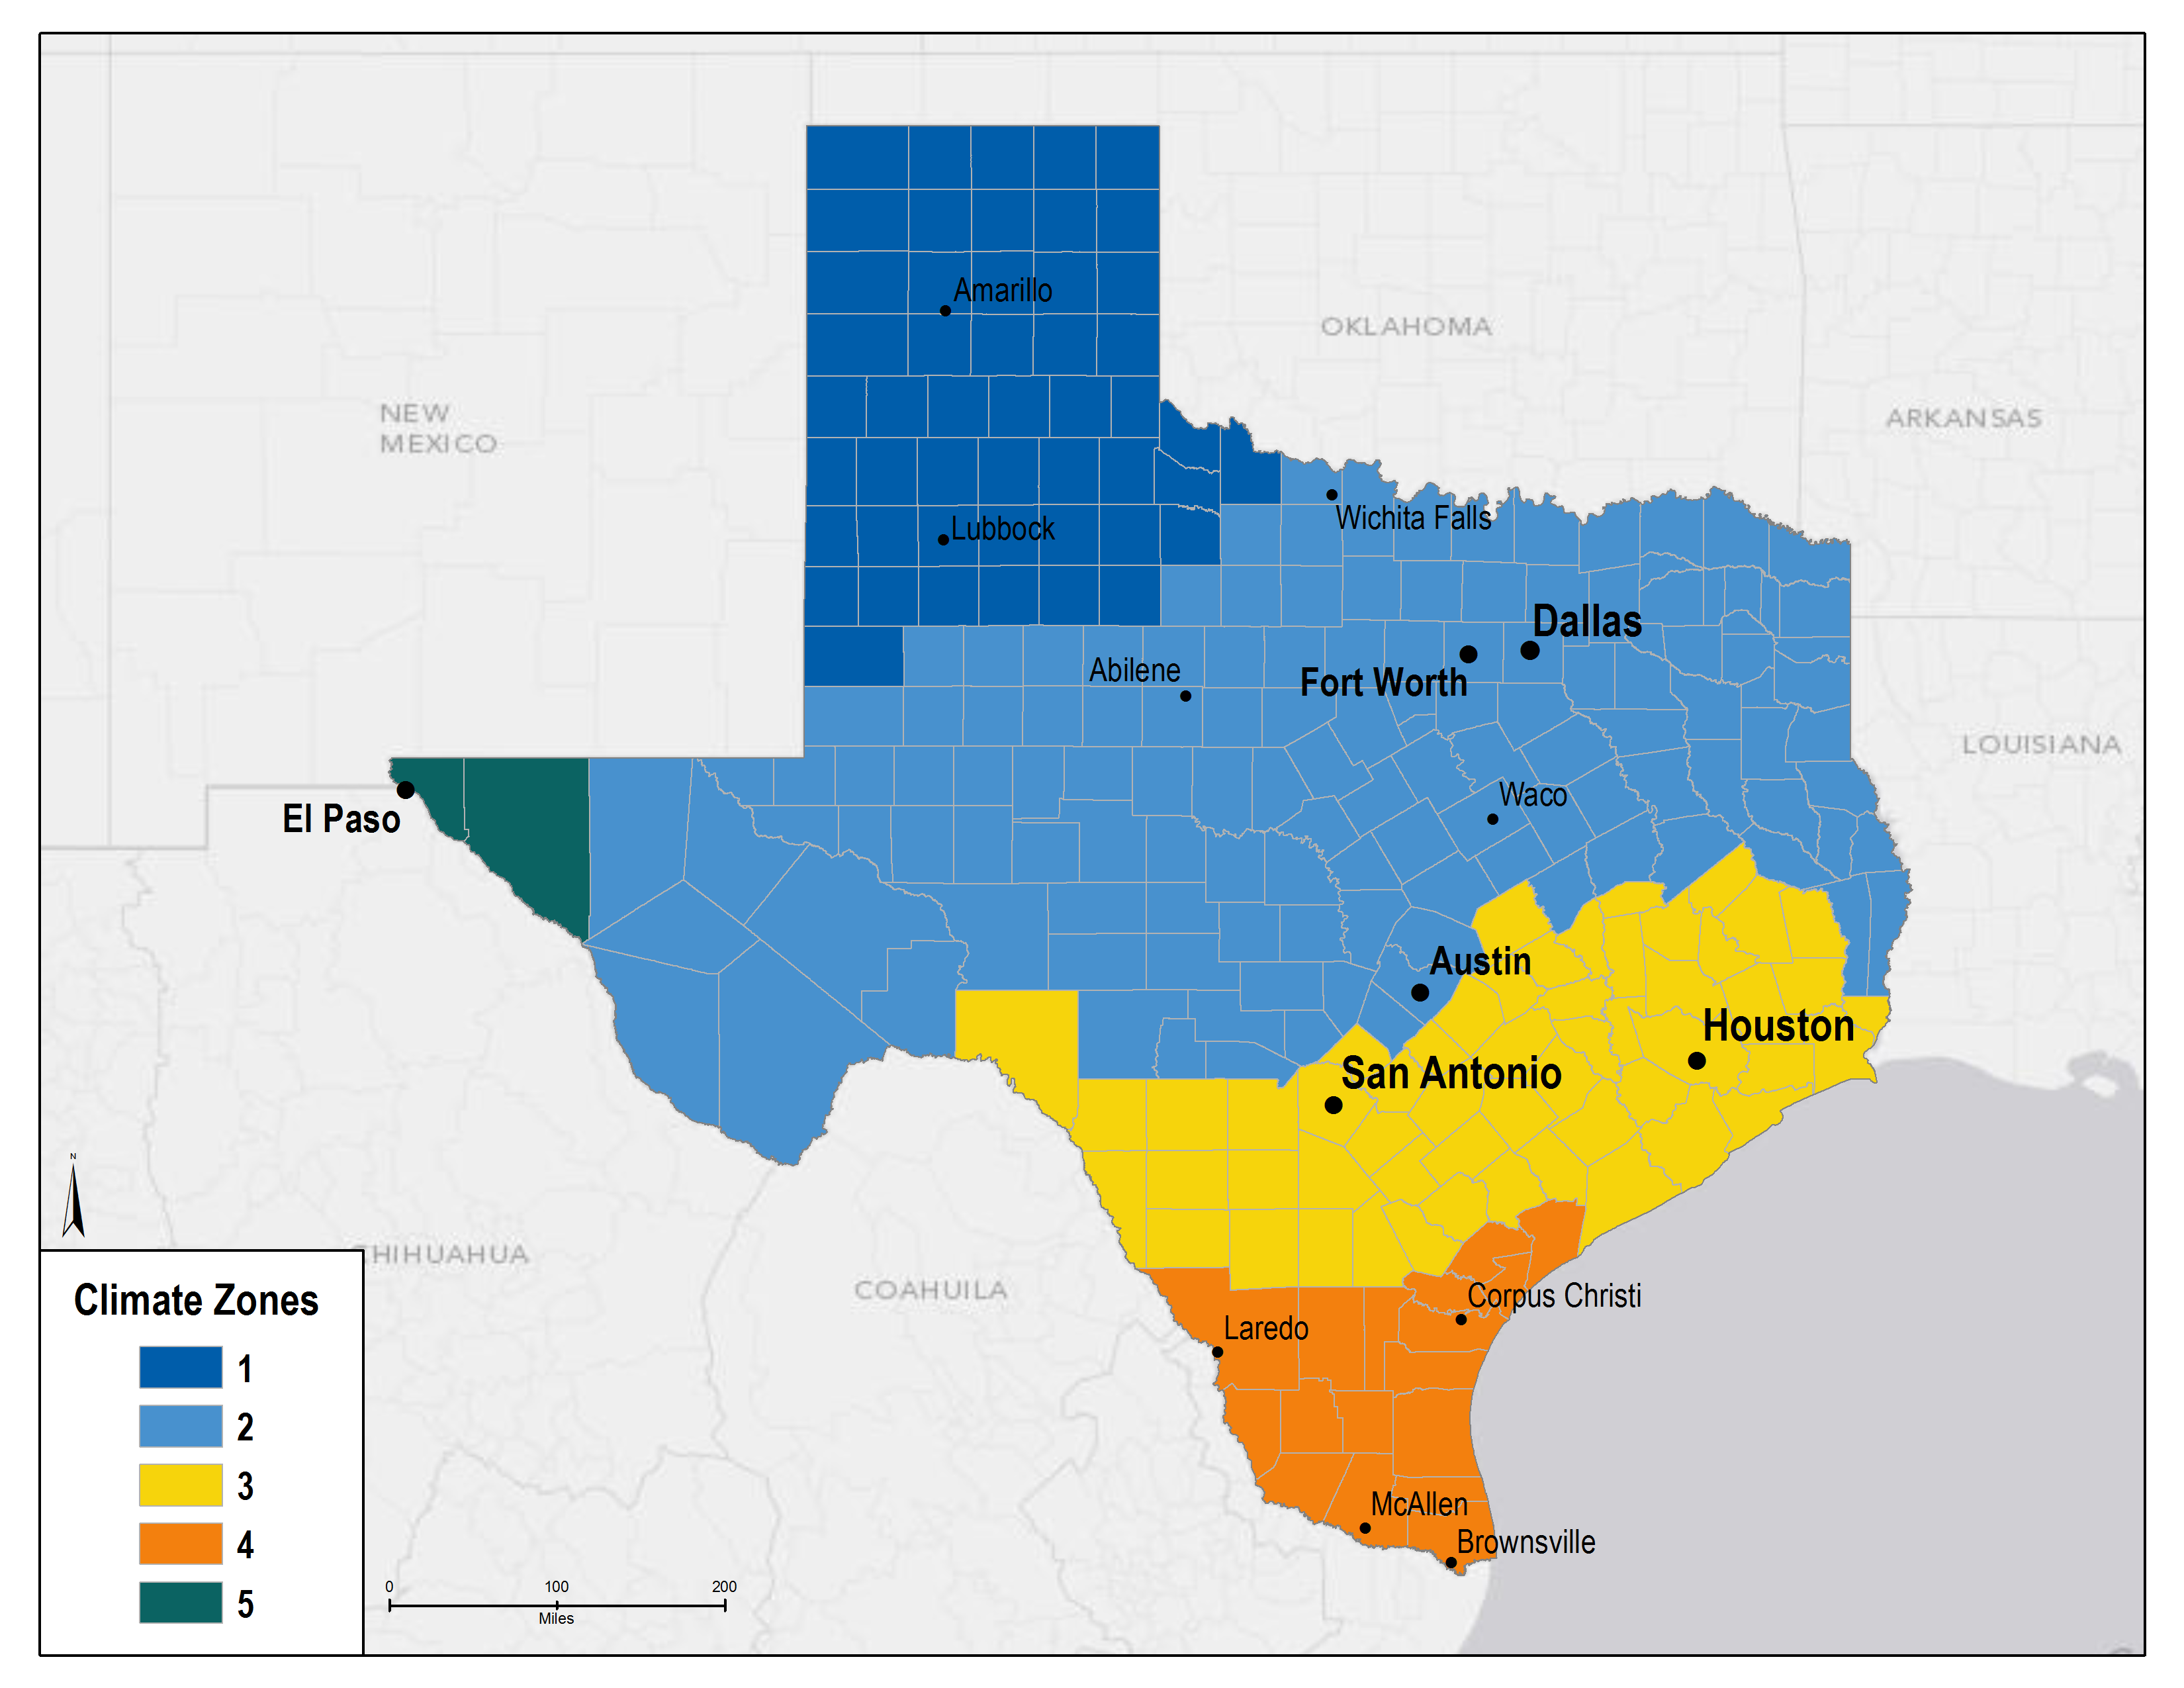 Amarillo
OKLAHOMA
NEW
MEXICO
ARKANSAS
Lubbock
Wichita Falls
Dallas
Abilene
Fort Worth
LOUISIANA
Waco
El Paso
Austin
Houston
San Antonio
N
HIHUAHUA
COAHUILA
Corpus Christi
Laredo
McAllen
Brownsville
Climate Zones
1
2
3
4
5
0 100 200
Miles